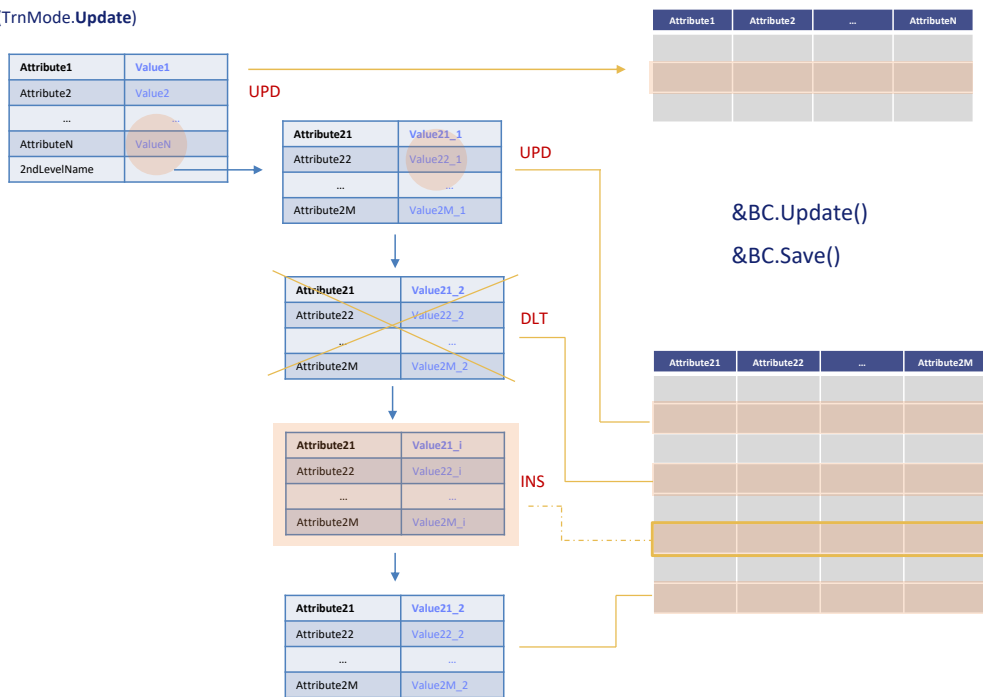 (TrnMode.Update)
Attribute1 Value1
Attribute2 Value2
... ...
AttributeN ValueN
2ndLevelName
UPD
Attribute21 Value21_1
Attribute22 Value22_1
... ...
Attribute2M Value2M_1
UPD
Attribute21 Value21_2
Attribute22 Value22_2
... ...
Attribute2M Value2M_2
DLT
Attribute21 Value21_i
Attribute22 Value22_i
... ...
Attribute2M Value2M_i
INS
Attribute21 Value21_2
Attribute22 Value22_2
... ...
Attribute2M Value2M_2
Attribute1 Attribute2 ... AttributeN
&BC.Update()
&BC.Save()
Attribute21 Attribute22 ... Attribute2M